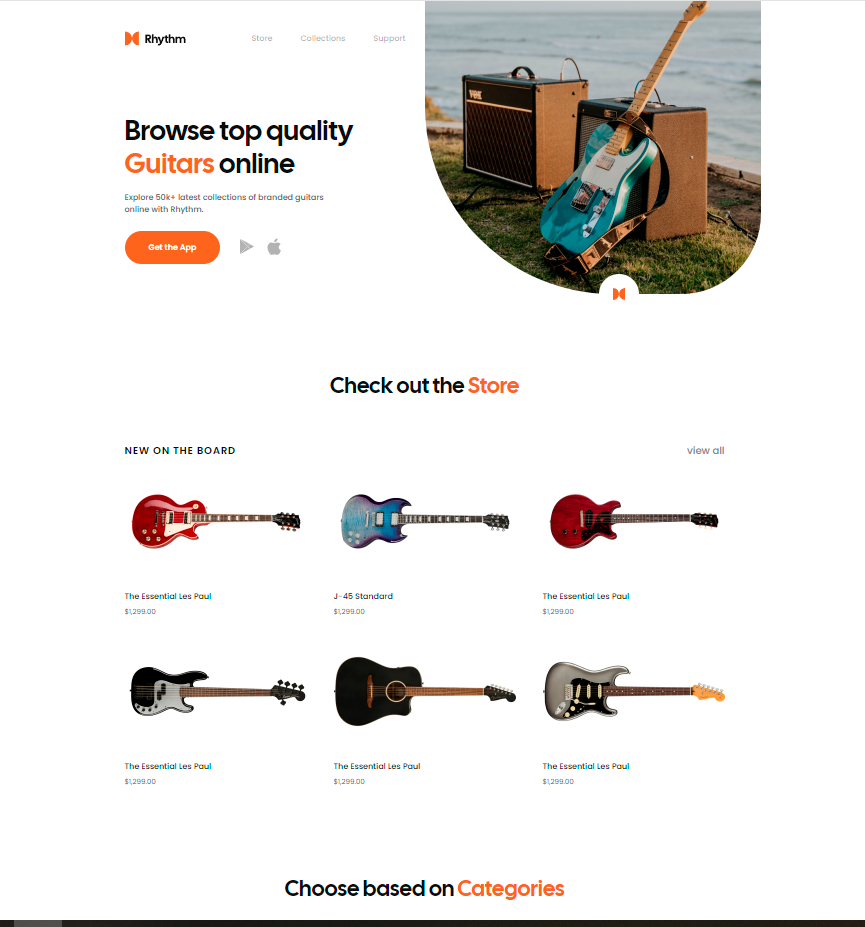 Rhythm
Store
Collections
Support
VOX
Browse top quality
Guitars online
Explore 50k+ latest collections of branded guitars
online with Rhythm.
Get the App
Check out the Store
NEW ON THE BOARD
view all
The Essential Les Paul
$1,299.00
J-45 Standard
$1,299.00
The Essential Les Paul
$1,299.00
The Essential Les Paul
$1,299.00
The Essential Les Paul
$1,299.00
The Essential Les Paul
$1,299.00
Choose based on Categories